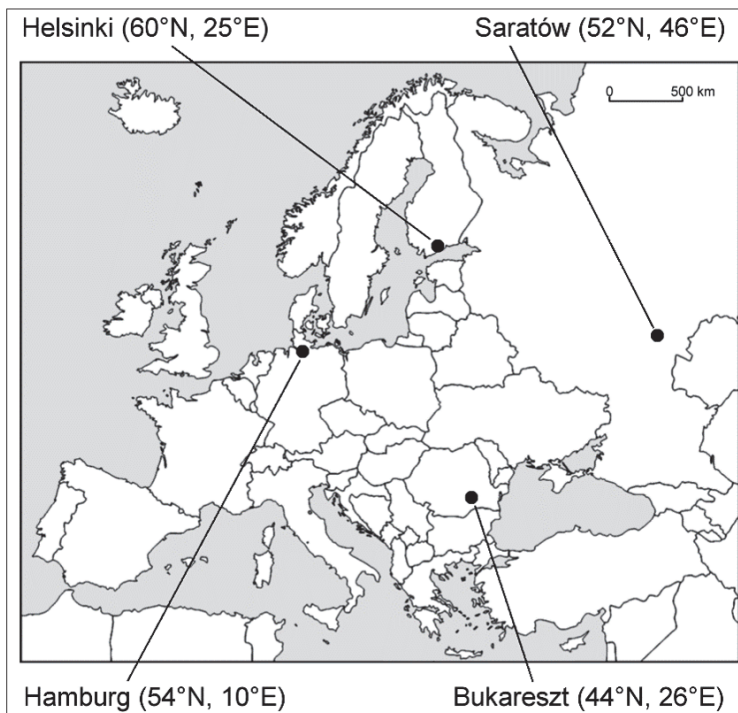 Helsinki (60°N, 25°E) Saratów (52°N, 46°E)
0 500 km
Hamburg (54°N, 10°E) Bukareszt (44°N, 26°E)